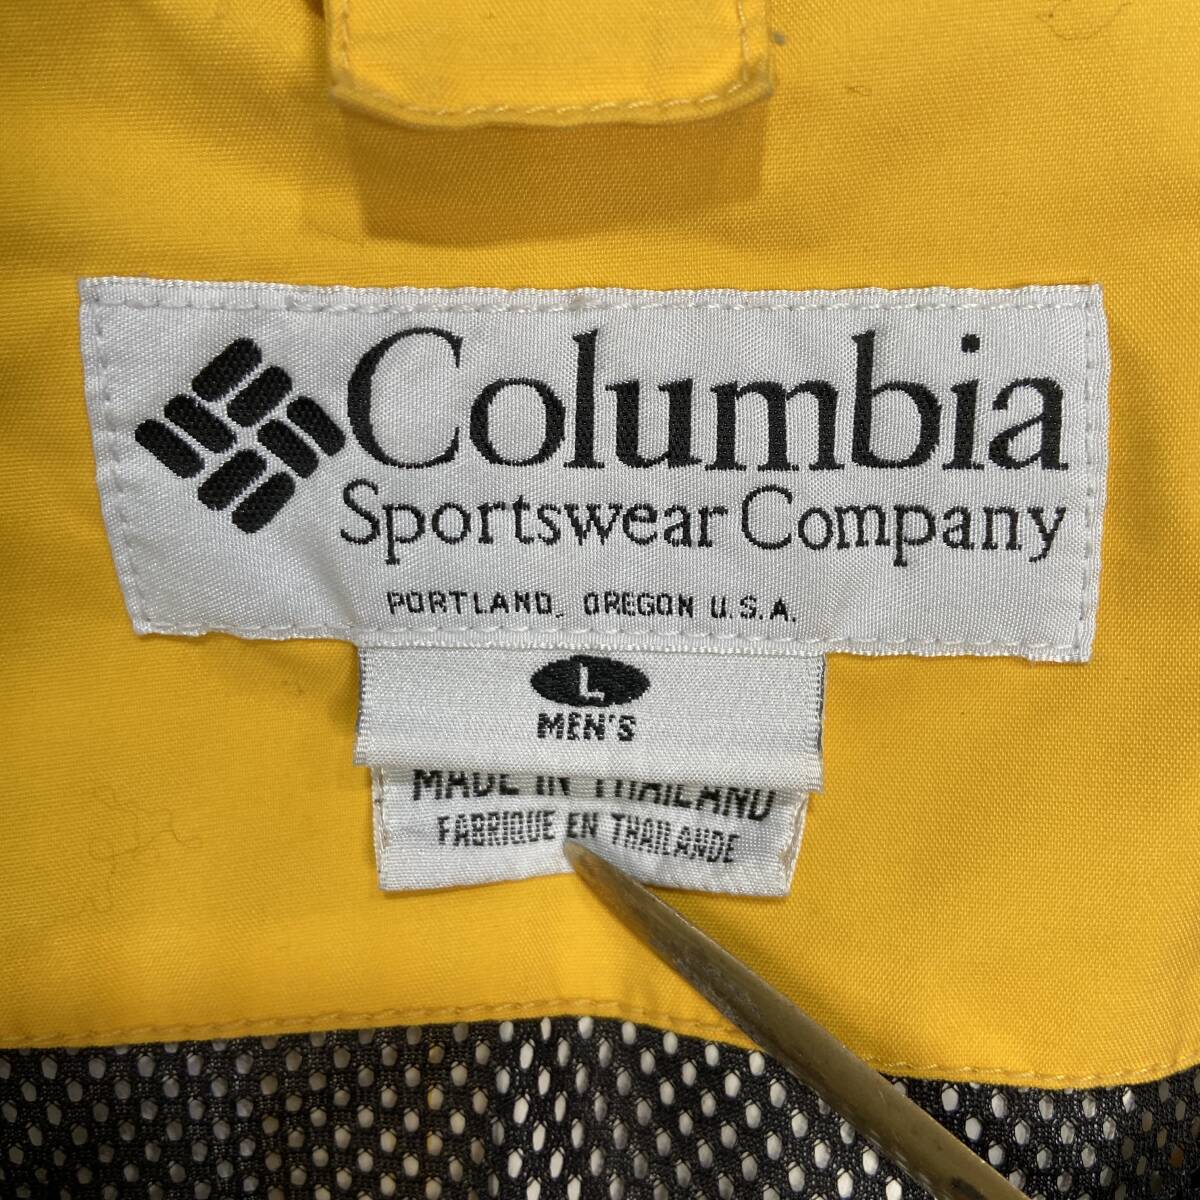 Columbia
Sportswear Company
PORTLAND, OREGON U.S.A.
L
MEN'S
MADE IN THAILAND
FABRIQUE EN THAILANDE